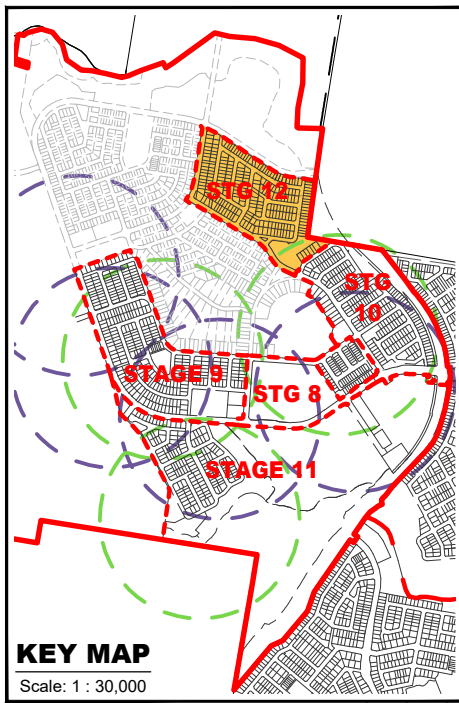 STG 12
STG
10
STAGE 9
STG 8
STAGE 11
KEY MAP
Scale: 1 : 30,000